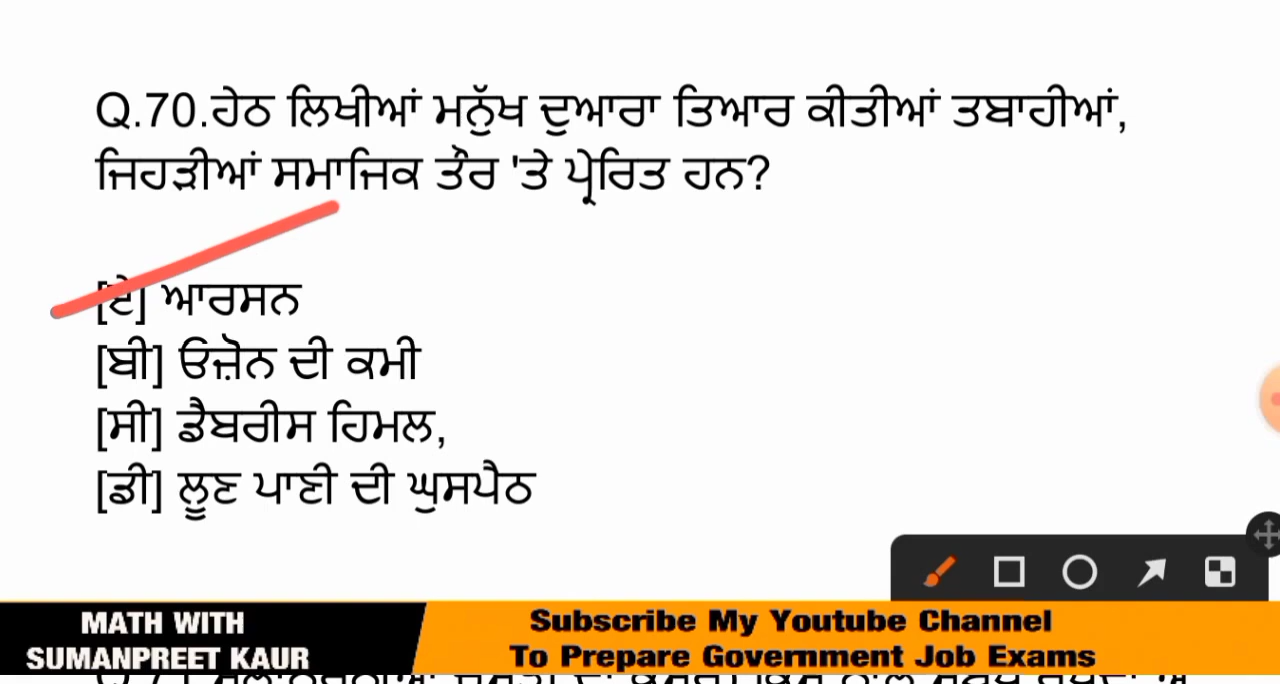 Q.70.ਹੇਠ ਲਿਖੀਆਂ ਮਨੁੱਖ ਦੁਆਰਾ ਤਿਆਰ ਕੀਤੀਆਂ ਤਬਾਹੀਆਂ,
ਜਿਹੜੀਆਂ ਸਮਾਜਿਕ ਤੌਰ 'ਤੇ ਪ੍ਰੇਰਿਤ ਹਨ?
[ਏ] ਆਰਸਨ
[ਬੀ] ਓਜ਼ੋਨ ਦੀ ਕਮੀ
[ਸੀ] ਡੈਬਰੀਸ ਹਿਮਲ,
[ਡੀ] ਲੂਣ ਪਾਣੀ ਦੀ ਘੁਸਪੈਠ
MATH WITH
SUMANPREET KAUR
Subscribe My Youtube Channel
To Prepare Government Job Exams